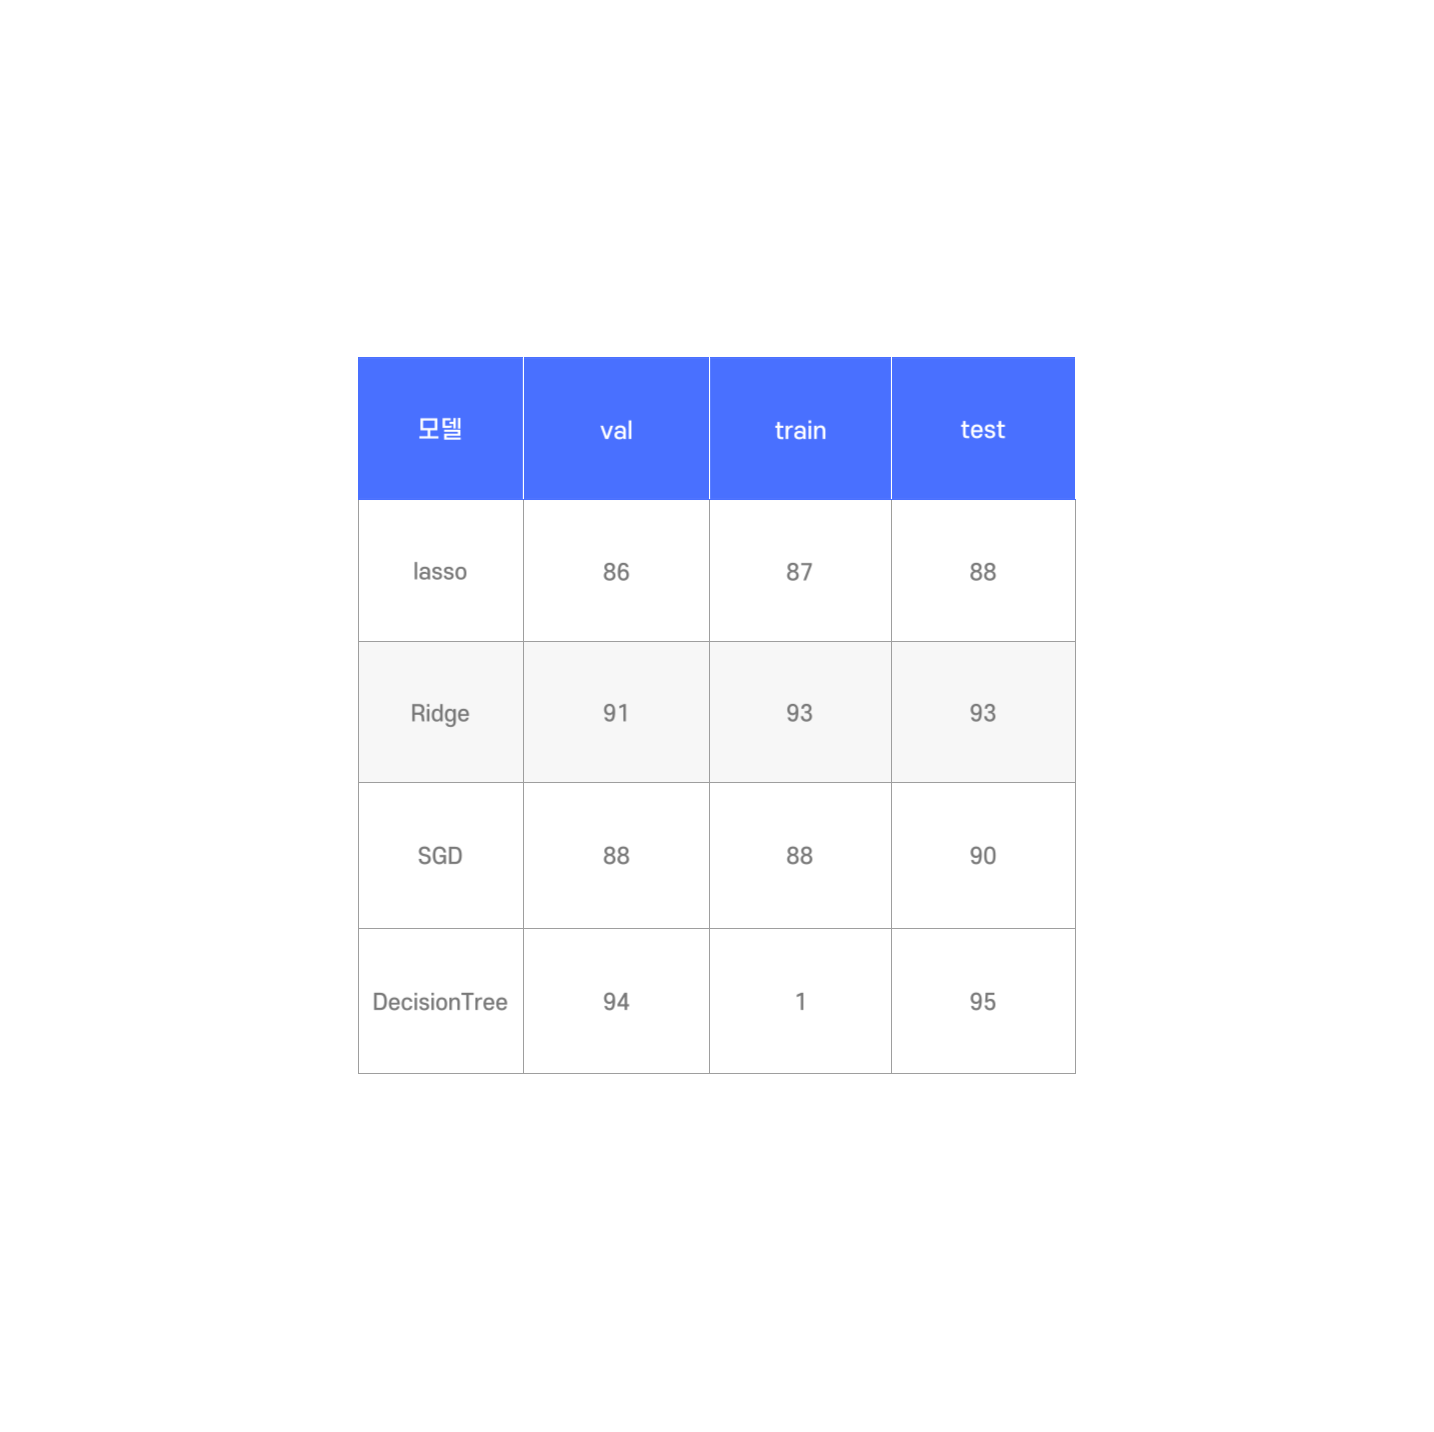 모델 val train test
lasso 86 87 88
Ridge 91 93 93
SGD 88 88 90
DecisionTree 94 1 95